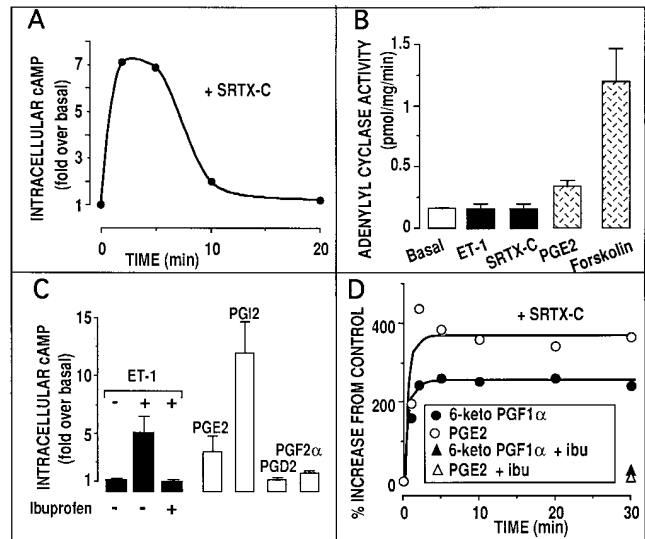 A
INTRACELLULAR cAMP
(fold over basal)
7
5
3
1
+ SRTX-C
0
10
20
TIME (min)
B
ADENYLYL CYCLASE ACTIVITY
(pmol/mg/min)
1.5
1
0.5
0
Basal
ET-1
SRTX-C
PGE2
Forskolin
C
INTRACELLULAR cAMP
(fold over basal)
15
10
5
1
ET-1
- + +
PGE2
PGI2
PGD2
PGF2α
Ibuprofen - - +
D
% INCREASE FROM CONTROL
400
200
0
+ SRTX-C
6-keto PGF1α
PGE2
6-keto PGF1α + ibu
PGE2 + ibu
0
10
20
30
TIME (min)